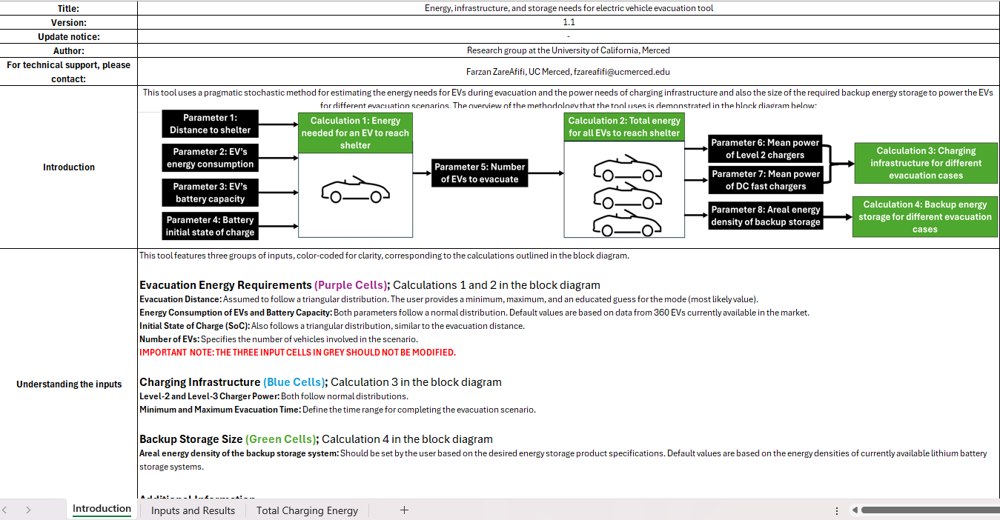 Title:
Energy, infrastructure, and storage needs for electric vehicle evacuation tool
Version:
1.1
Update notice:
-
Author:
Research group at the University of California, Merced
For technical support, please
contact:
Farzan ZareAfifi, UC Merced, fzareafifi@ucmerced.edu
Introduction
This tool uses a pragmatic stochastic method for estimating the energy needs for EVs during evacuation and the power needs of charging infrastructure and also the size of the required backup energy storage to power the EVs
for different evacuation scenarios. The overview of the methodology that the tool uses is demonstrated in the block diagram below:
Parameter 1:
Distance to shelter
Parameter 2: EV's
energy consumption
Parameter 3: EV's
battery capacity
Parameter 4: Battery
initial state of charge
Calculation 1: Energy
needed for an EV to reach
shelter
Parameter 5: Number
of EVs to evacuate
Calculation 2: Total energy
for all EVs to reach shelter
Parameter 6: Mean power
of Level 2 chargers
Parameter 7: Mean power
of DC fast chargers
Parameter 8: Areal energy
density of backup storage
Calculation 3: Charging
infrastructure for different
evacuation cases
Calculation 4: Backup energy
storage for different evacuation
cases
Understanding the inputs
This tool features three groups of inputs, color-coded for clarity, corresponding to the calculations outlined in the block diagram.
Evacuation Energy Requirements (Purple Cells); Calculations 1 and 2 in the block diagram
Evacuation Distance: Assumed to follow a triangular distribution. The user provides a minimum, maximum, and an educated guess for the mode (most likely value).
Energy Consumption of EVs and Battery Capacity: Both parameters follow a normal distribution. Default values are based on data from 360 EVs currently available in the market.
Initial State of Charge (SoC): Also follows a triangular distribution, similar to the evacuation distance.
Number of EVs: Specifies the number of vehicles involved in the scenario.
IMPORTANT NOTE: THE THREE INPUT CELLS IN GREY SHOULD NOT BE MODIFIED.
Charging Infrastructure (Blue Cells); Calculation 3 in the block diagram
Level-2 and Level-3 Charger Power: Both follow normal distributions.
Minimum and Maximum Evacuation Time: Define the time range for completing the evacuation scenario.
Backup Storage Size (Green Cells); Calculation 4 in the block diagram
Areal energy density of the backup storage system: Should be set by the user based on the desired energy storage product specifications. Default values are based on the energy densities of currently available lithium battery
storage systems.
Additional Information
Introduction
Inputs and Results
Total Charging Energy